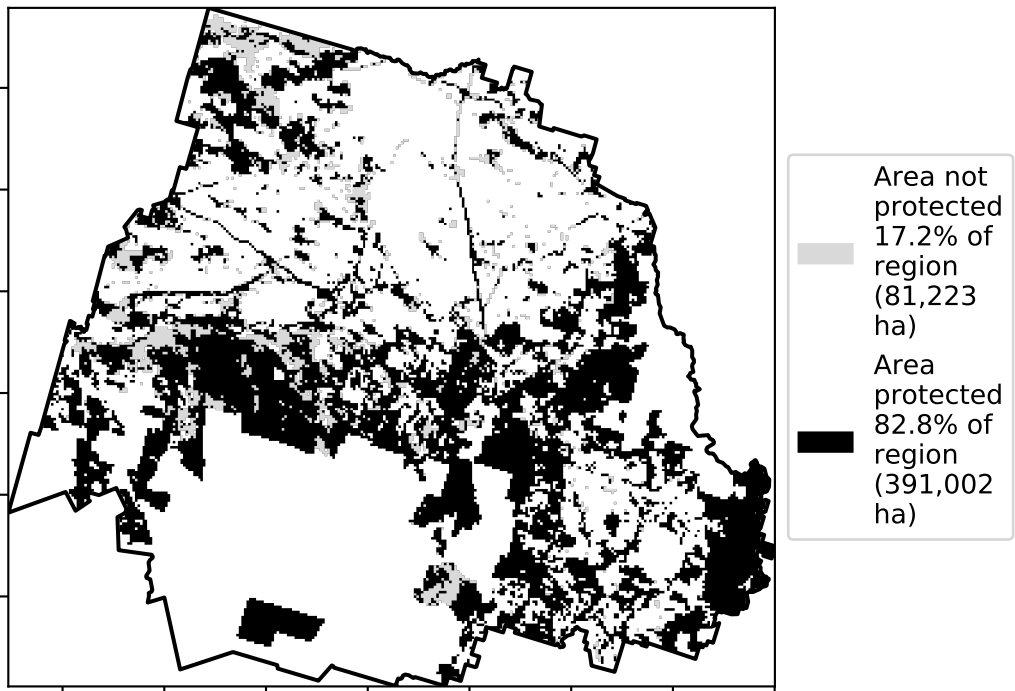 Area not
protected
17.2% of
region
(81,223
ha)
Area
protected
82.8% of
region
(391,002
ha)